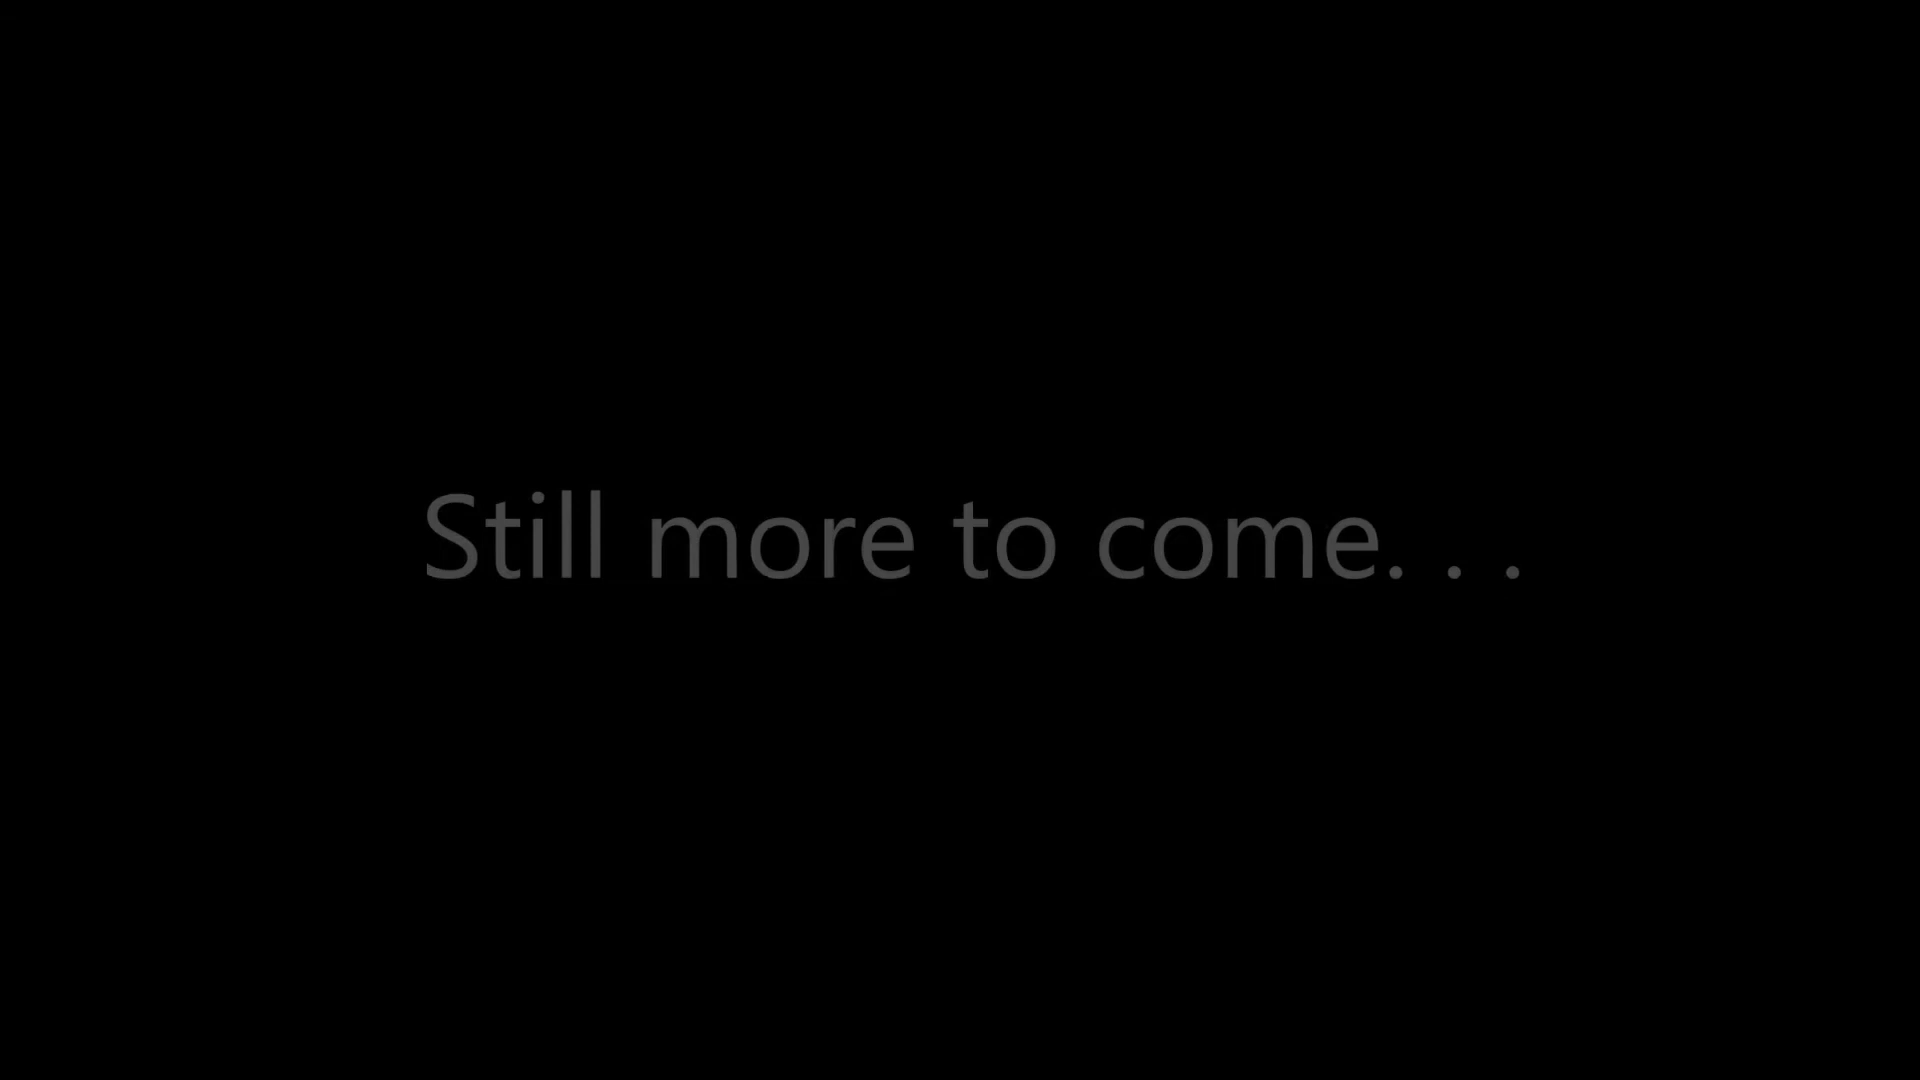 Still more to come. . .